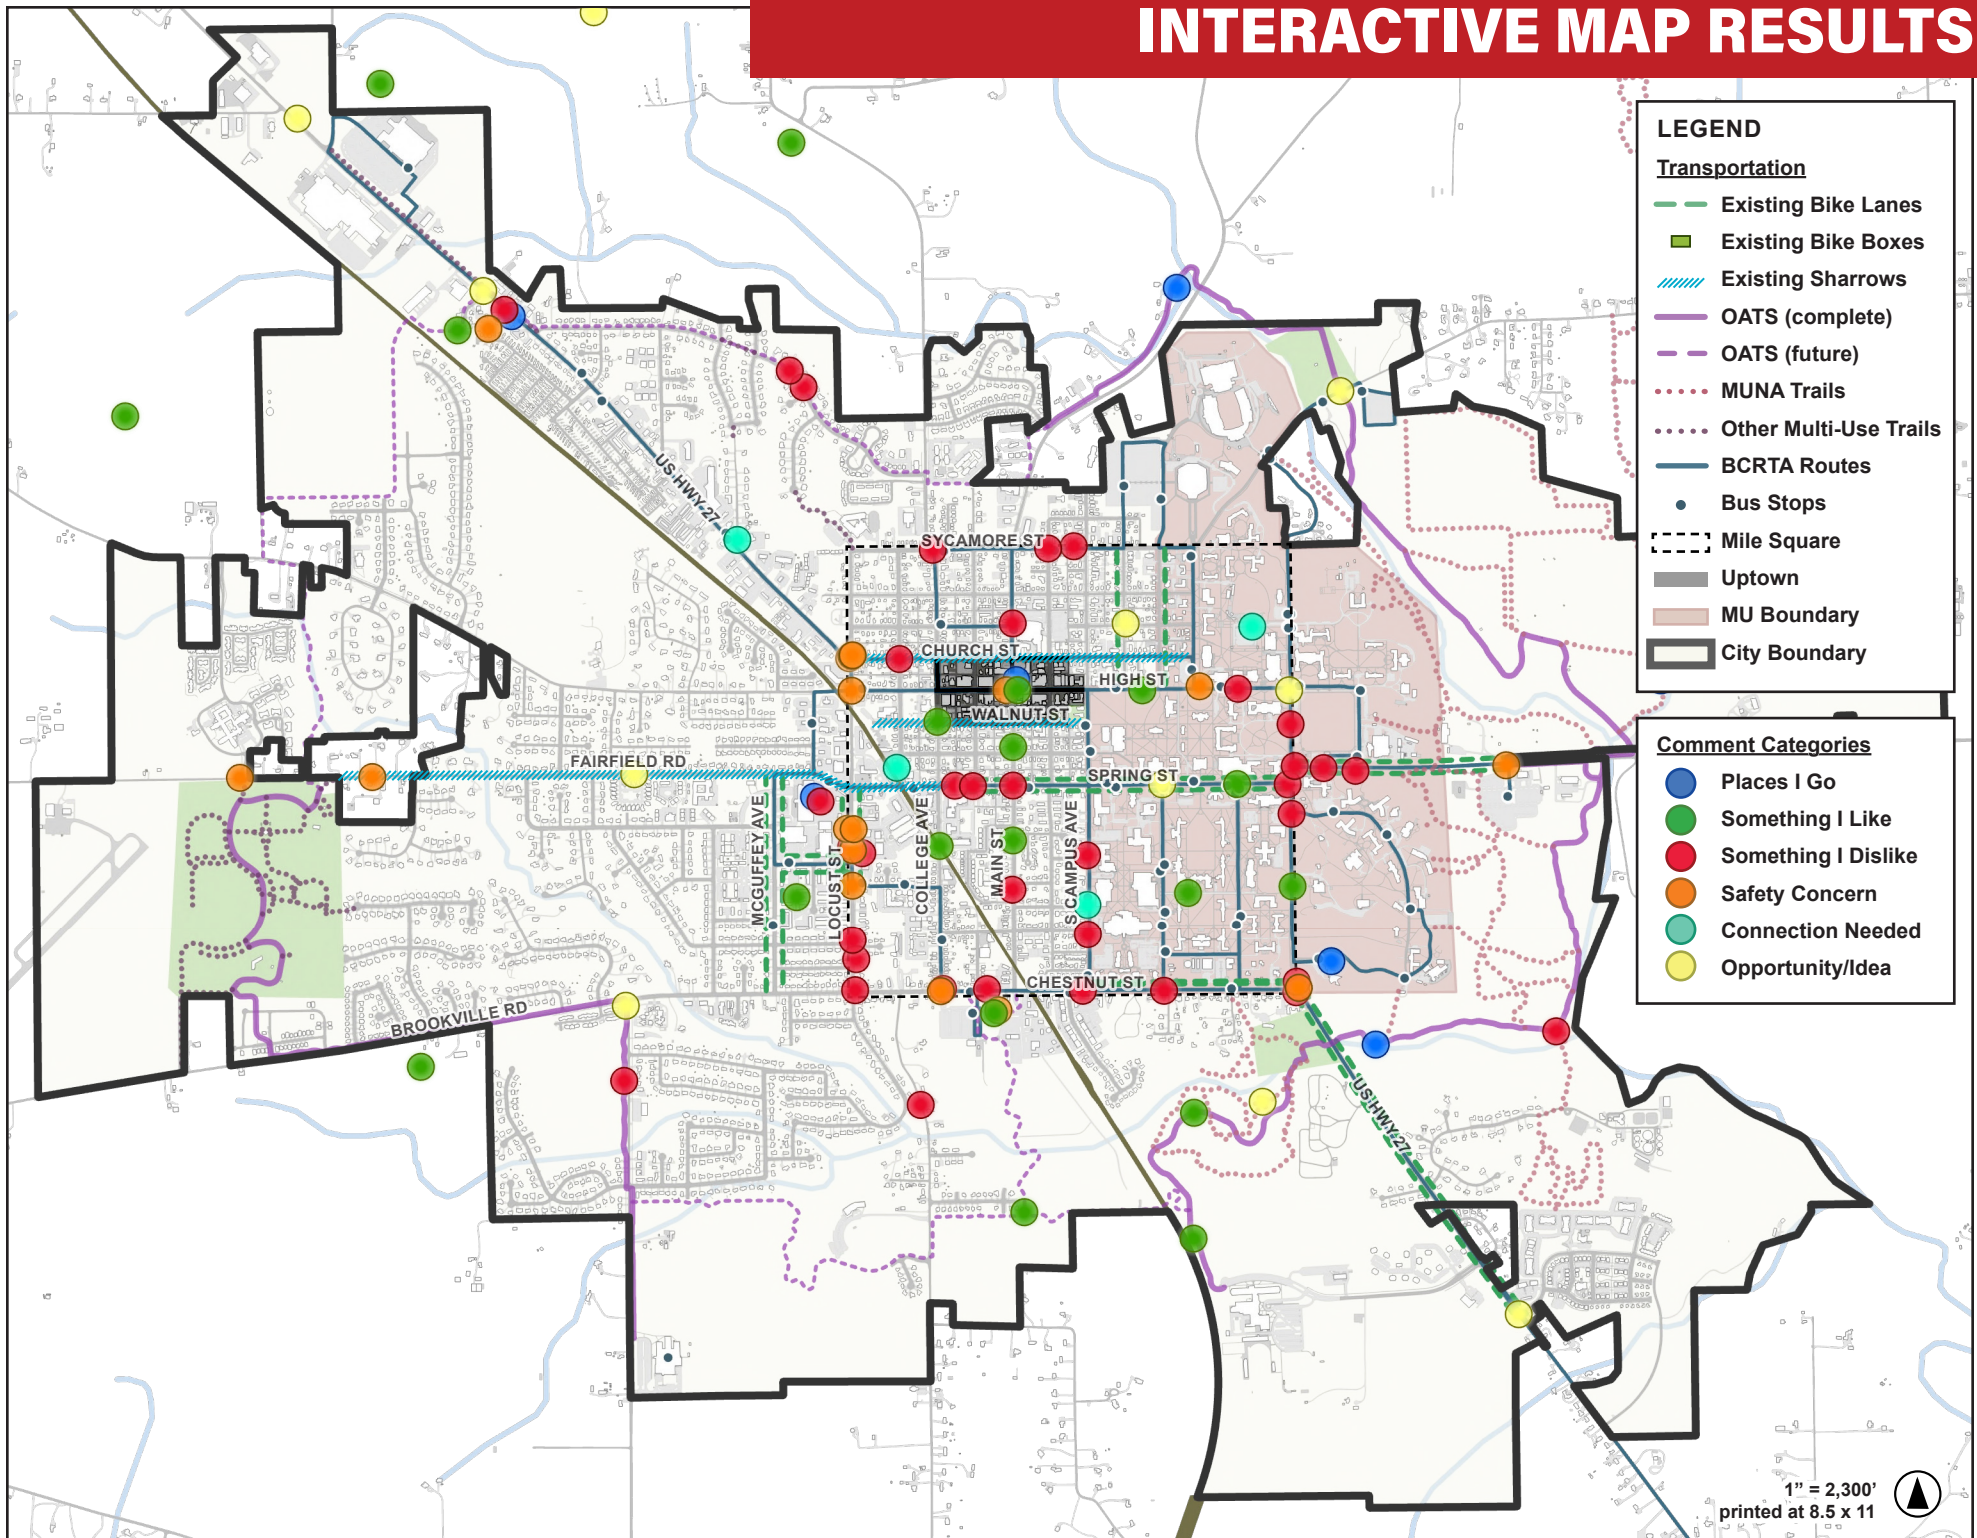 INTERACTIVE MAP RESULTS
LEGEND
Transportation
Existing Bike Lanes
Existing Bike Boxes
Existing Sharrows
OATS (complete)
OATS (future)
MUNA Trails
Other Multi-Use Trails
BCRTA Routes
Bus Stops
Mile Square
Uptown
MU Boundary
City Boundary
Comment Categories
Places I Go
Something I Like
Something I Dislike
Safety Concern
Connection Needed
Opportunity/Idea
US HWY 27
SYCAMORE ST
CHURCH ST
HIGH ST
WALNUT ST
FAIRFIELD RD
SPRING ST
MCGUFFEY AVE
LOCUST ST
COLLEGE AVE
MAIN ST
S CAMPUS AVE
CHESTNUT ST
BROOKVILLE RD
US HWY 27
1" = 2,300'
printed at 8.5 x 11